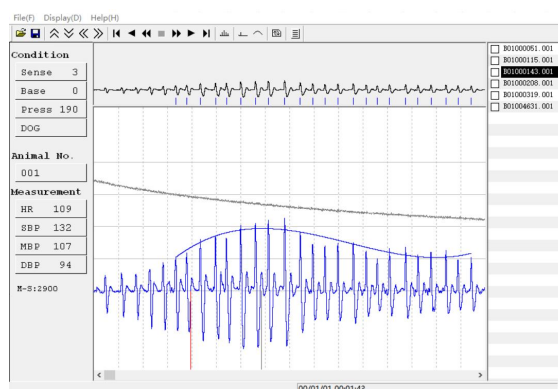 File(F) Display(D) Help(H)
Condition
Sense 3
Base 0
Press 190
DOG
Animal No.
001
Measurement
HR 109
SBP 132
MBP 107
DBP 94
M-S:2900
B01000051.001
B01000115.001
B01000143.001
B01000208.001
B01000319.001
B01004631.001
00/01/01 00:01:43